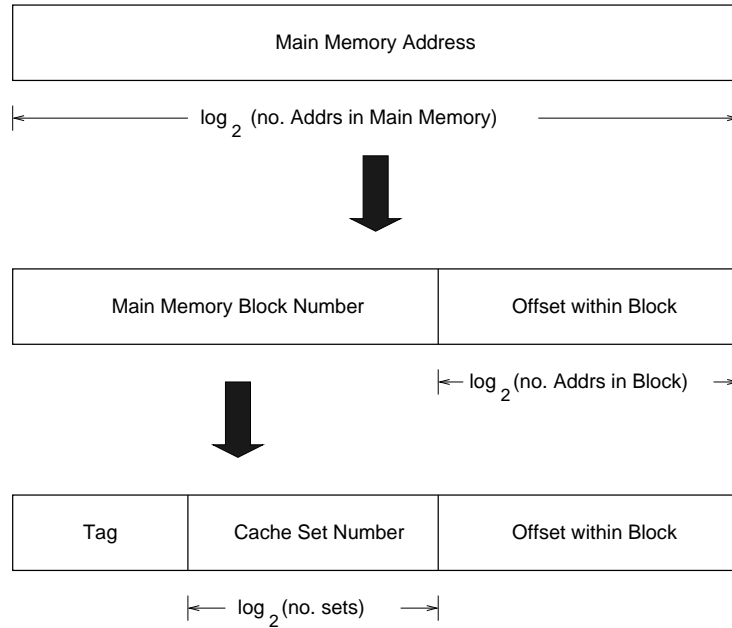 Main Memory Address
log 2 (no. Addrs in Main Memory)
Main Memory Block Number Offset within Block
log 2 (no. Addrs in Block)
Tag Cache Set Number Offset within Block
log 2 (no. sets)